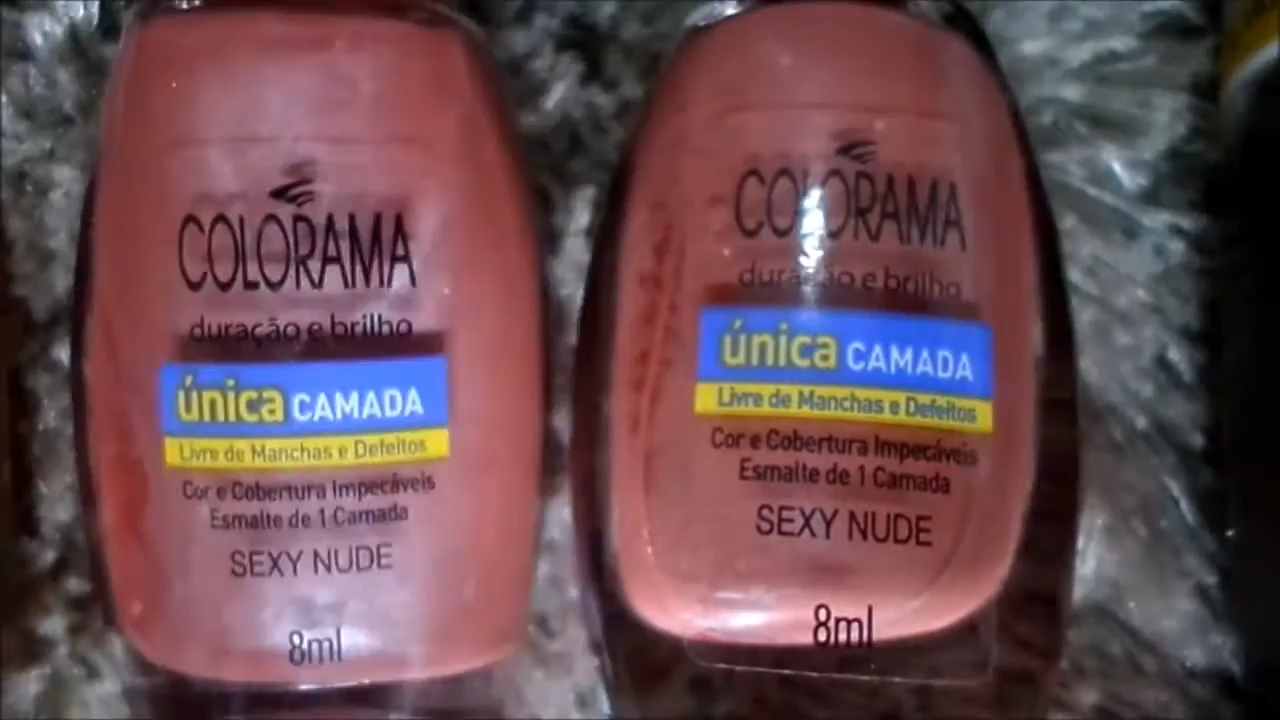 COLORAMA
duração e brilho
única CAMADA
Livre de Manchas e Defeitos
Cor e Cobertura Impecáveis
Esmalte de 1 Camada
SEXY NUDE
8ml
COLORAMA
duração e brilho
única CAMADA
Livre de Manchas e Defeitos
Cor e Cobertura Impecáveis
Esmalte de 1 Camada
SEXY NUDE
8ml